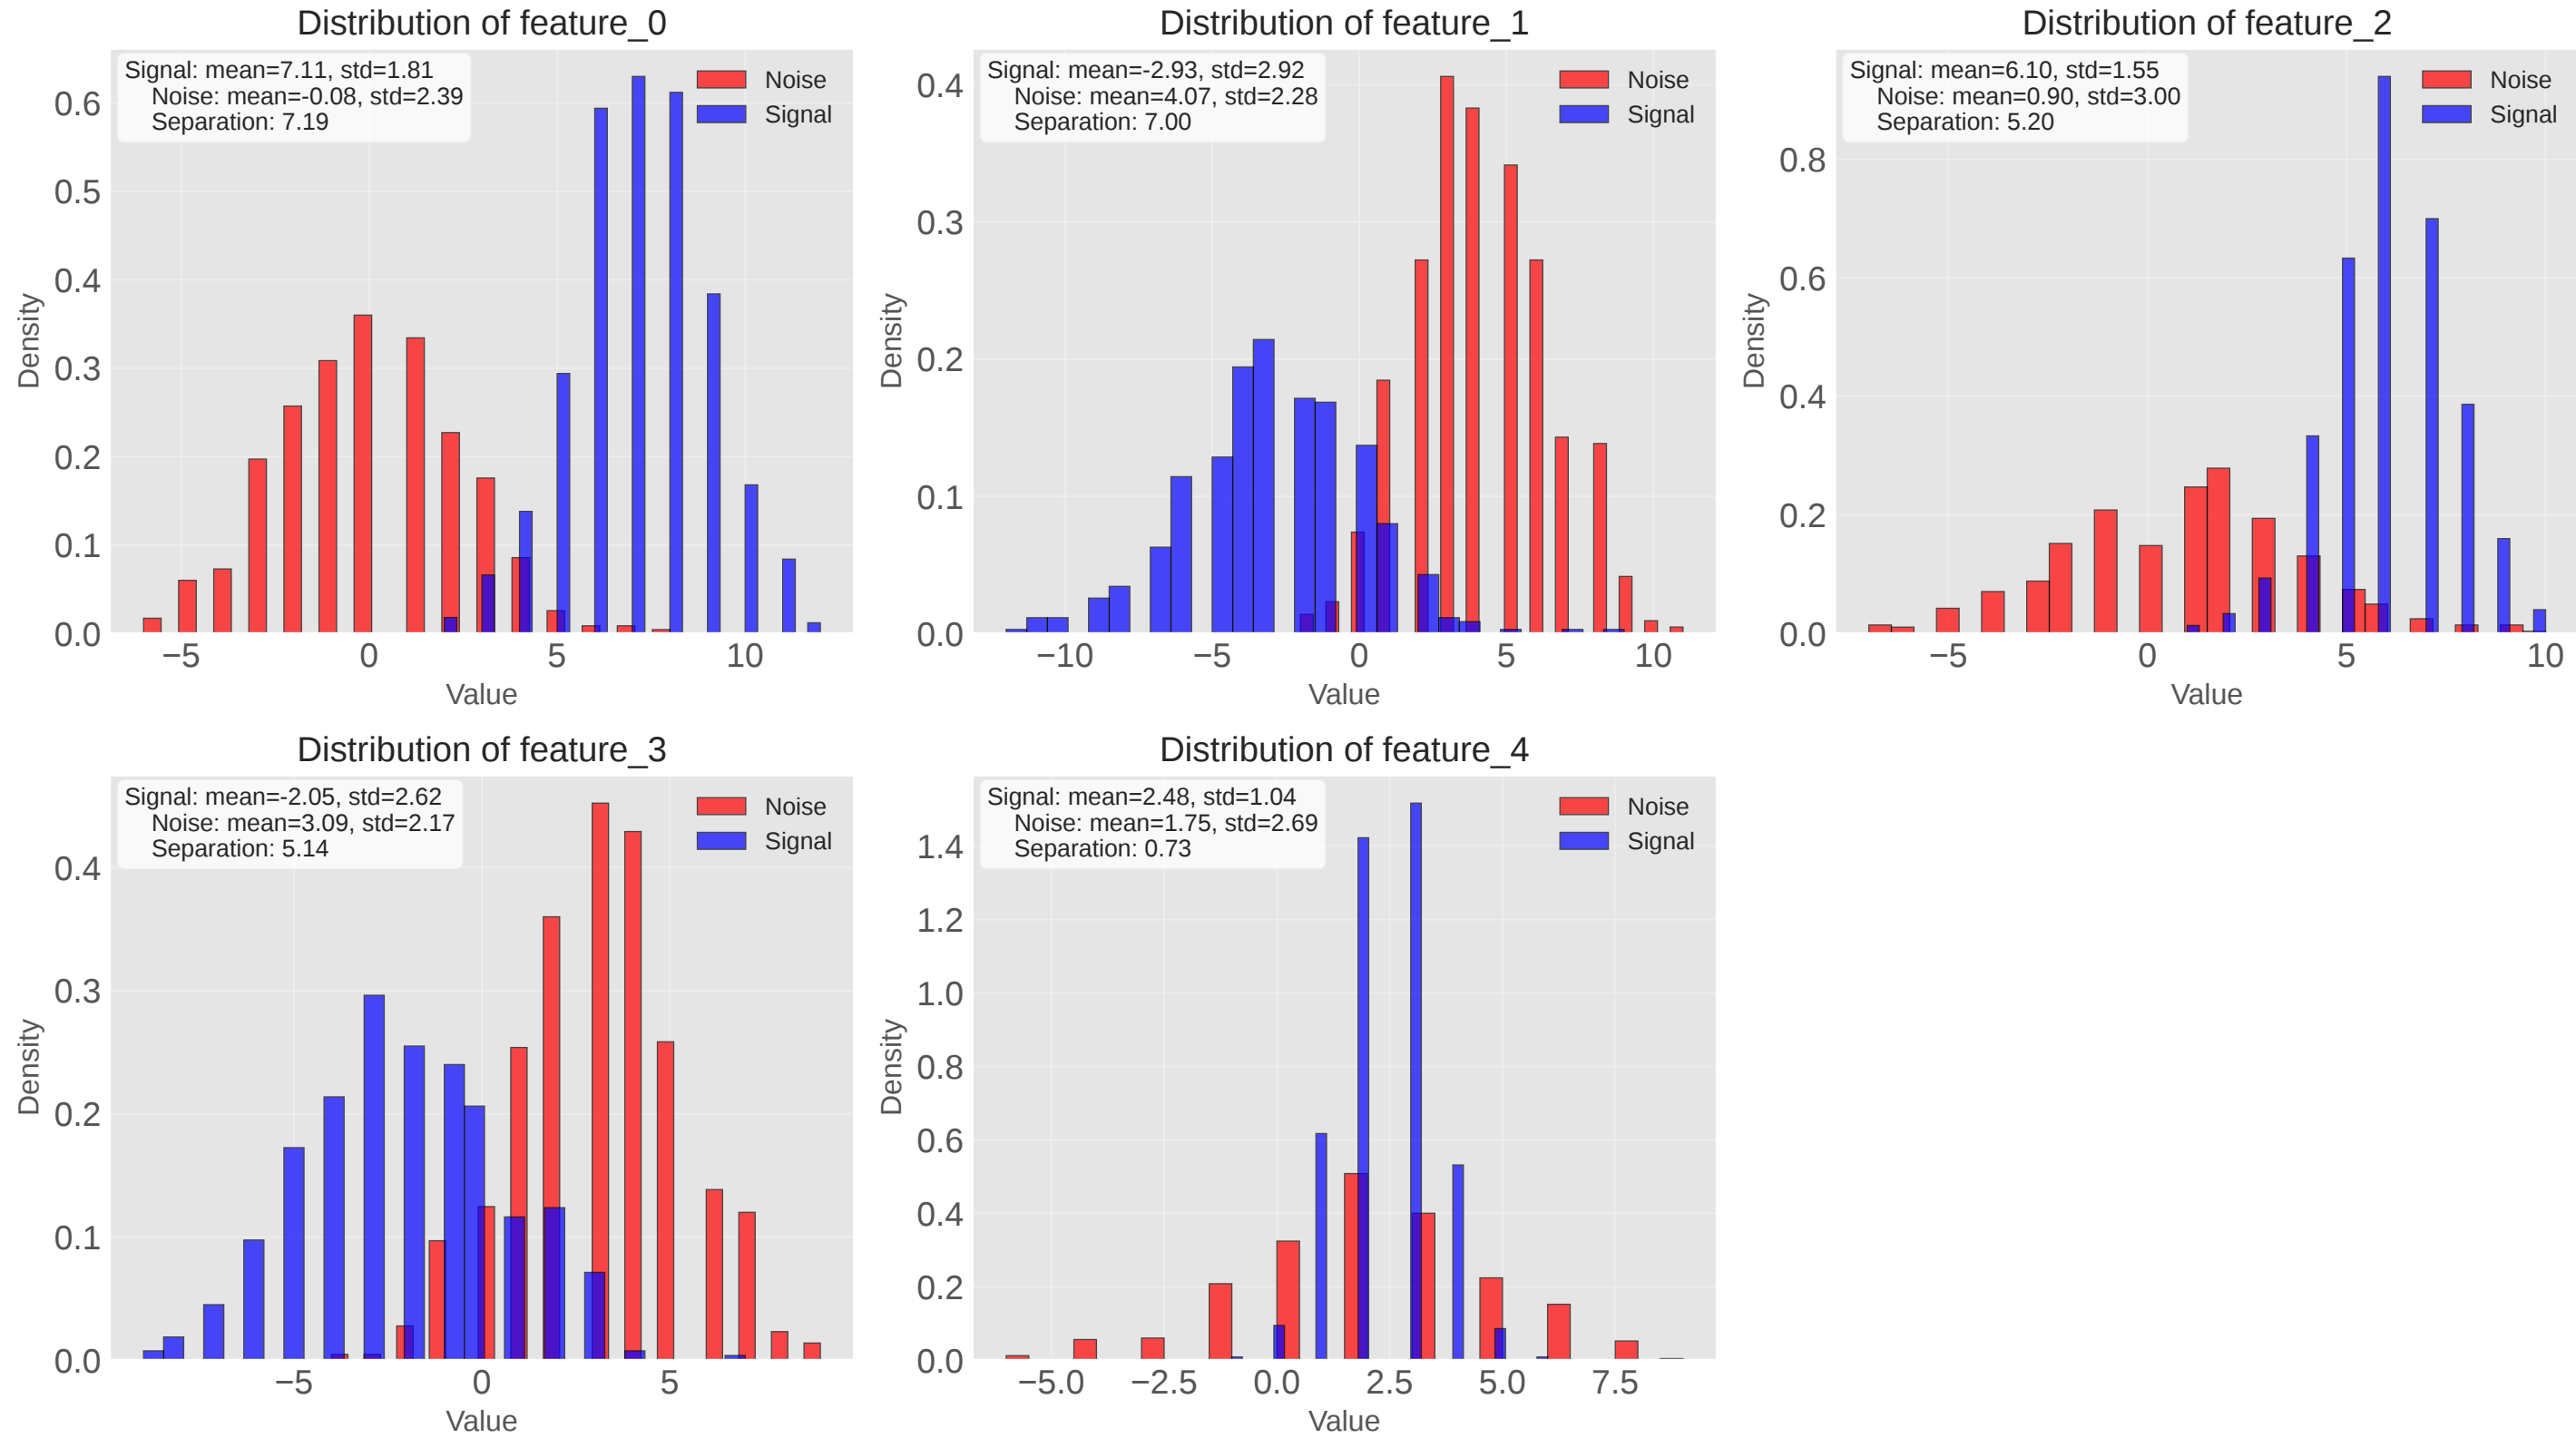 Distribution of feature_0
Signal: mean=7.11, std=1.81
Noise: mean=-0.08, std=2.39
Separation: 7.19
Noise
Signal
Density
0.6
0.5
0.4
0.3
0.2
0.1
0.0
−5
0
5
10
Value
Distribution of feature_1
Signal: mean=-2.93, std=2.92
Noise: mean=4.07, std=2.28
Separation: 7.00
Noise
Signal
Density
0.4
0.3
0.2
0.1
0.0
−10
−5
0
5
10
Value
Distribution of feature_2
Signal: mean=6.10, std=1.55
Noise: mean=0.90, std=3.00
Separation: 5.20
Noise
Signal
Density
0.8
0.6
0.4
0.2
0.0
−5
0
5
10
Value
Distribution of feature_3
Signal: mean=-2.05, std=2.62
Noise: mean=3.09, std=2.17
Separation: 5.14
Noise
Signal
Density
0.4
0.3
0.2
0.1
0.0
−5
0
5
Value
Distribution of feature_4
Signal: mean=2.48, std=1.04
Noise: mean=1.75, std=2.69
Separation: 0.73
Noise
Signal
Density
1.4
1.2
1.0
0.8
0.6
0.4
0.2
0.0
−5.0
−2.5
0.0
2.5
5.0
7.5
Value